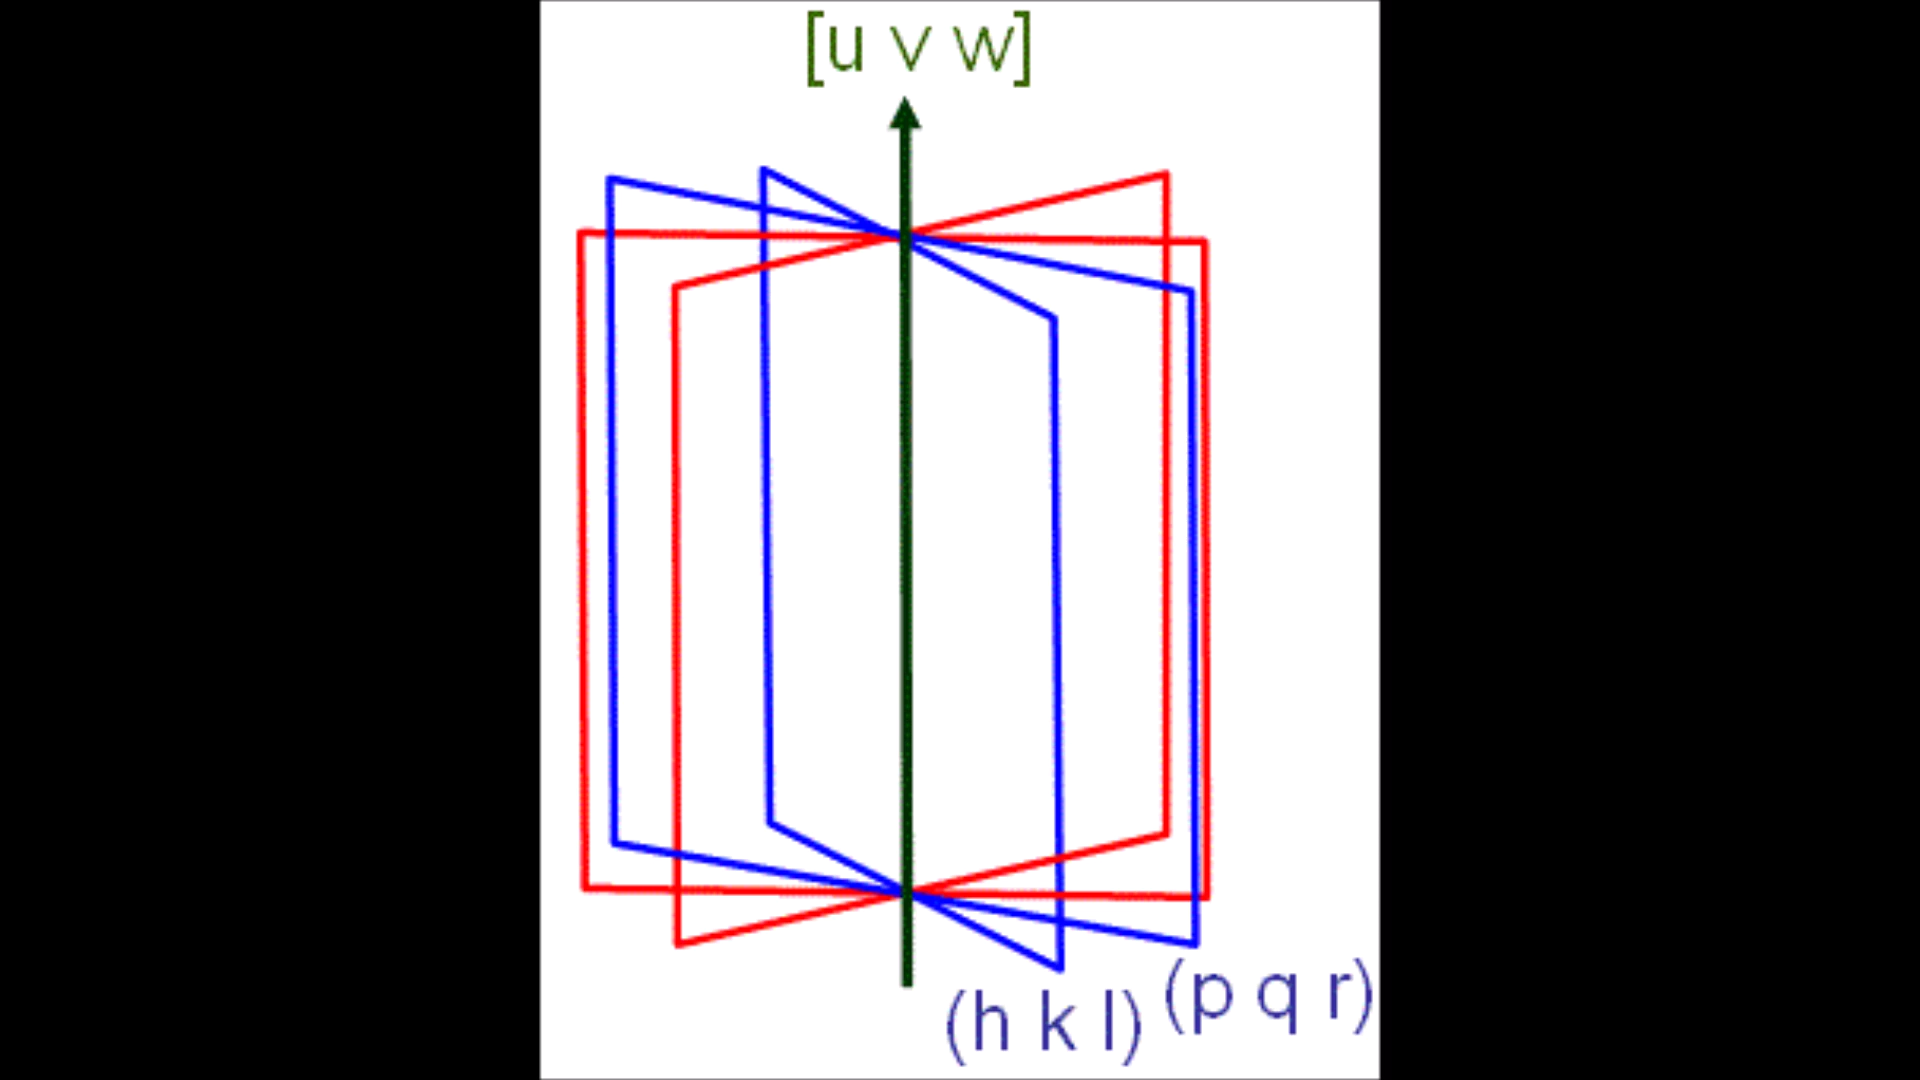 [u v w]
(h k l)
(p q r)